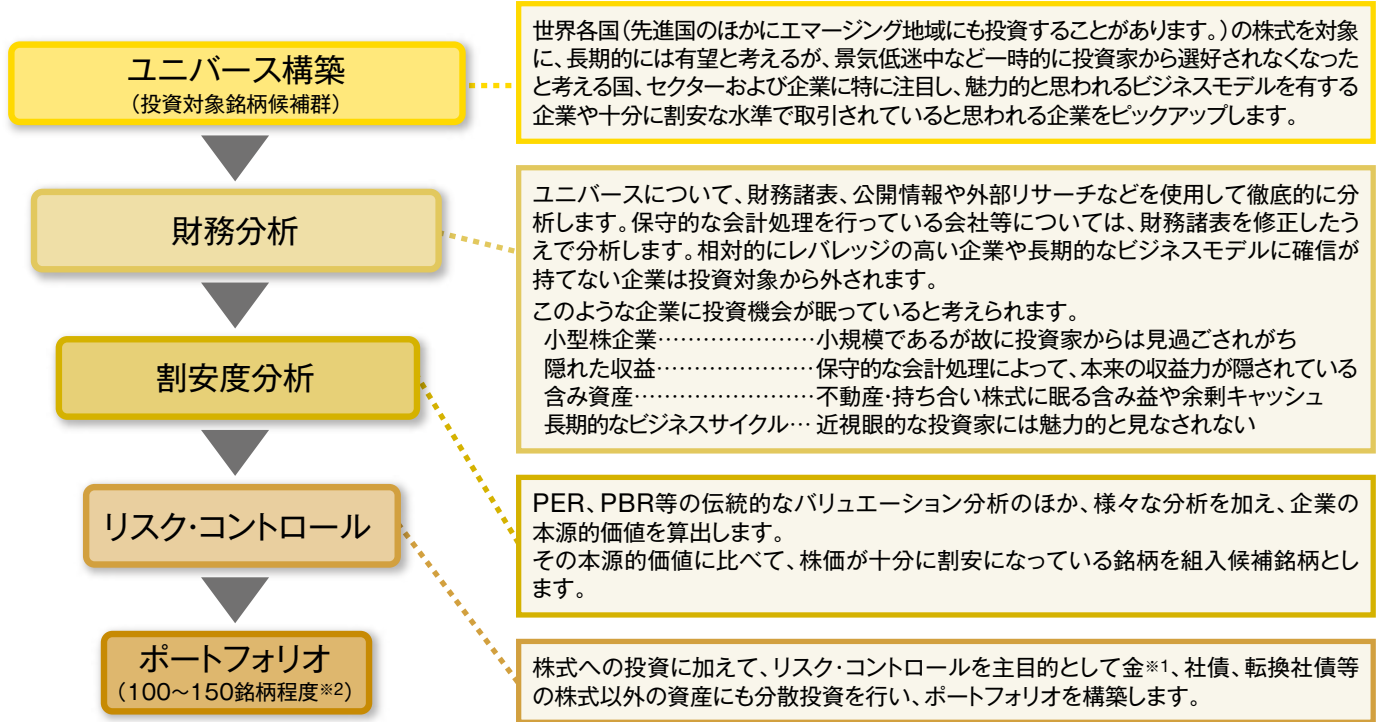 ユニバース構築
（投資対象銘柄候補群）
世界各国（先進国のほかにエマージング地域にも投資することがあります。）の株式を対象
に、長期的には有望と考えるが、景気低迷中など一時的に投資家から選好されなくなった
と考える国、セクターおよび企業に特に注目し、魅力的と思われるビジネスモデルを有する
企業や十分に割安な水準で取引されていると思われる企業をピックアップします。
財務分析
ユニバースについて、財務諸表、公開情報や外部リサーチなどを使用して徹底的に分
析します。保守的な会計処理を行っている会社等については、財務諸表を修正したう
えで分析します。相対的にレバレッジの高い企業や長期的なビジネスモデルに確信が
持てない企業は投資対象から外されます。
このような企業に投資機会が眠っていると考えられます。
小型株企業…………………小規模であるが故に投資家からは見過ごされがち
隠れた収益…………………保守的な会計処理によって、本来の収益力が隠されている
含み資産……………………不動産・持ち合い株式に眠る含み益や余剰キャッシュ
長期的なビジネスサイクル…近視眼的な投資家には魅力的と見なされない
割安度分析
PER、PBR等の伝統的なバリュエーション分析のほか、様々な分析を加え、企業の
本源的価値を算出します。
その本源的価値に比べて、株価が十分に割安になっている銘柄を組入候補銘柄とし
ます。
リスク・コントロール
株式への投資に加えて、リスク・コントロールを主目的として金※1、社債、転換社債等
の株式以外の資産にも分散投資を行い、ポートフォリオを構築します。
ポートフォリオ
（100～150銘柄程度※2）